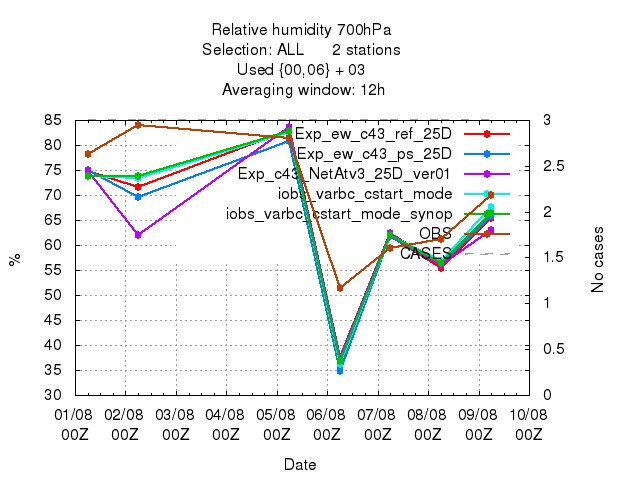 Relative humidity 700hPa
Selection: ALL 2 stations
Used {00,06} + 03
Averaging window: 12h
85
80
75
70
65
60
55
50
45
40
35
30
%
3
2.5
2
1.5
1
0.5
0
No cases
Exp_ew_c43_ref_25D
Exp_ew_c43_ps_25D
Exp_c43_NetAtv3_25D_ver01
iobs_varbc_cstart_mode
iobs_varbc_cstart_mode_synop
OBS
CASES
01/08 02/08 03/08 04/08 05/08 06/08 07/08 08/08 09/08 10/08
00Z 00Z 00Z 00Z 00Z 00Z 00Z 00Z 00Z 00Z
Date